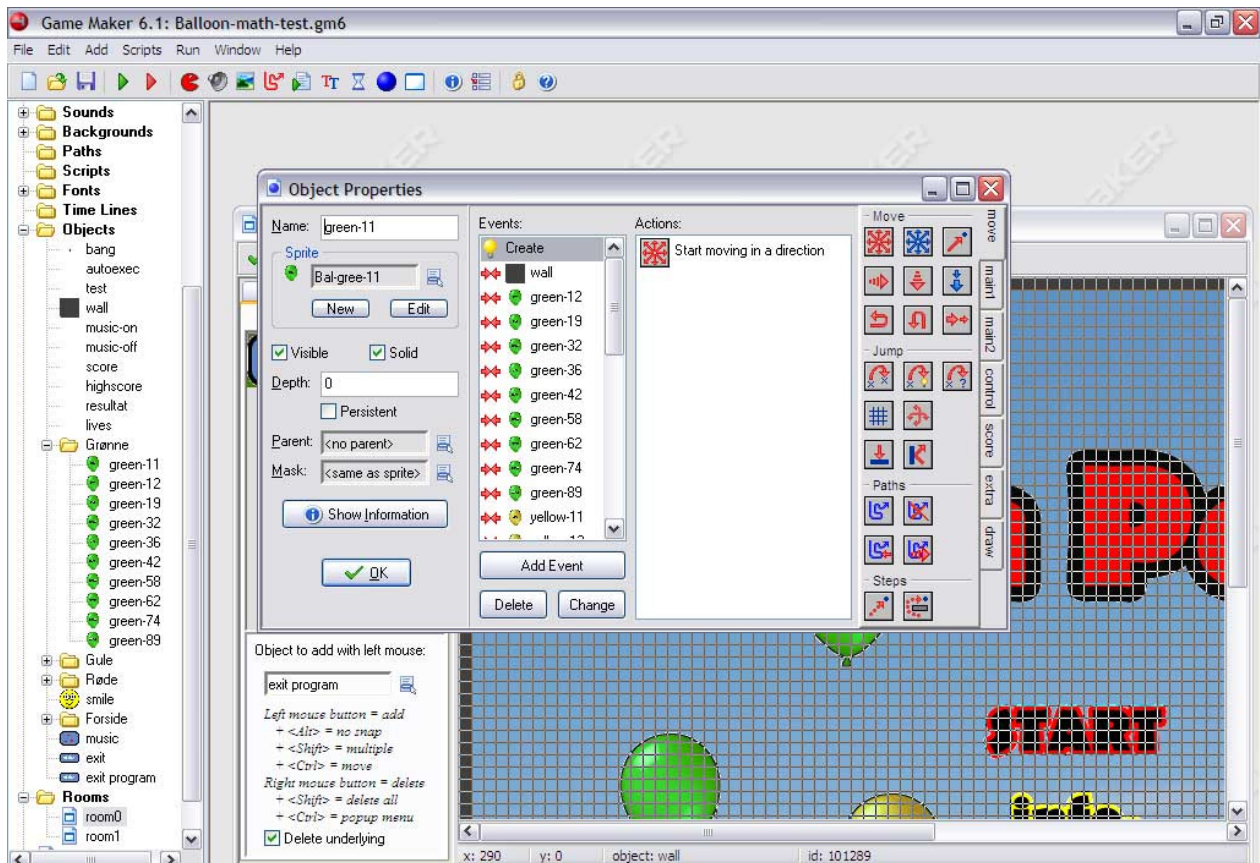 Game Maker 6.1: Balloon-math-test.gm6
File Edit Add Scripts Run Window Help
Sounds
Backgrounds
Paths
Scripts
Fonts
Time Lines
Objects
bang
autoexec
test
wall
music-on
music-off
score
highscore
resultat
lives
Grønne
green-11
green-12
green-19
green-32
green-36
green-42
green-58
green-62
green-74
green-89
Gule
Røde
smile
Forside
music
exit
exit program
Rooms
room0
room1
Object Properties
Name: green-11
Sprite
Bal-gree-11
New Edit
Visible Solid
Depth: 0
Persistent
Parent: <no parent>
Mask: <same as sprite>
Show Information
OK
Events:
Create
wall
green-12
green-19
green-32
green-36
green-42
green-58
green-62
green-74
green-89
yellow-11
Add Event
Delete Change
Actions:
Start moving in a direction
Move
Jump
Paths
Steps
move
main1
main2
control
score
extra
draw
Object to add with left mouse:
exit program
Left mouse button = add
+ <Alt> = no snap
+ <Shift> = multiple
+ <Ctrl> = move
Right mouse button = delete
+ <Shift> = delete all
+ <Ctrl> = popup menu
Delete underlying
START
x: 290 y: 0 object: wall id: 101289